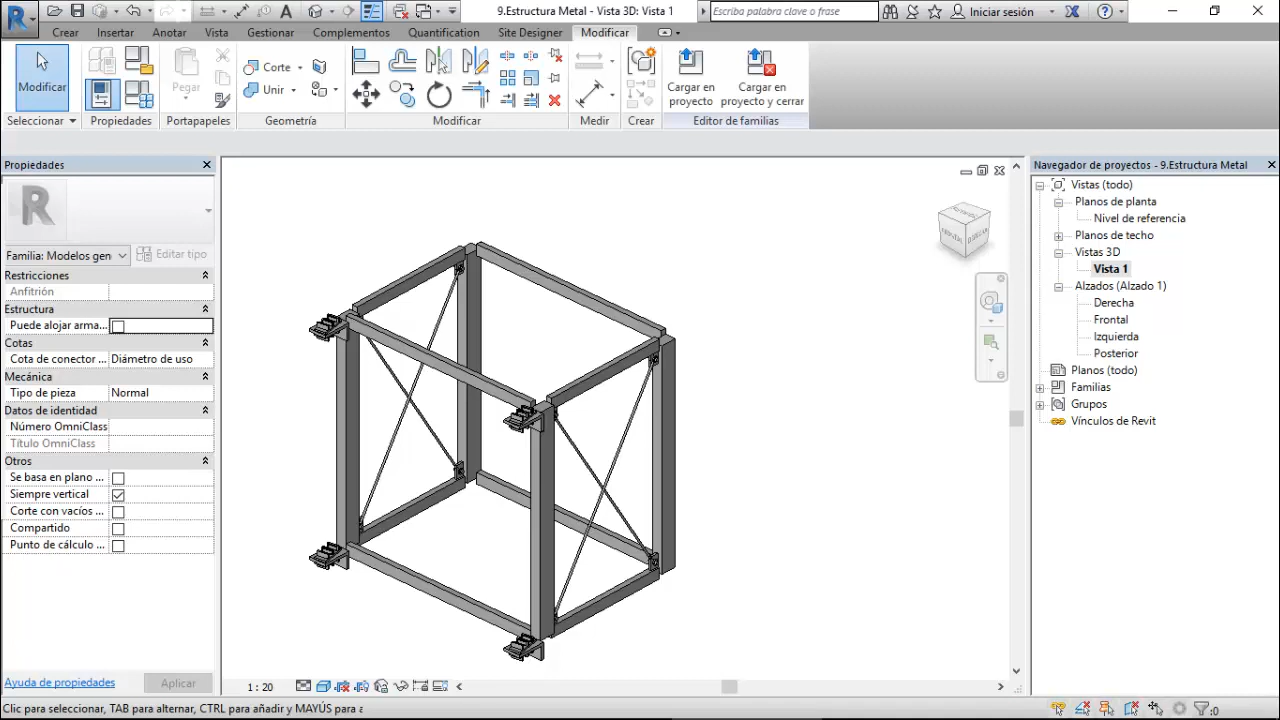 9.Estructura Metal - Vista 3D: Vista 1
Escriba palabra clave o frase
Iniciar sesión
Crear Insertar Anotar Vista Gestionar Complementos Quantification Site Designer Modificar
Modificar
Pegar
Corte
Unir
Cargar en proyecto
Cargar en proyecto y cerrar
Seleccionar Propiedades Portapapeles Geometría Modificar Medir Crear Editor de familias
Propiedades
R
Familia: Modelos gen
Editar tipo
Restricciones
Anfitrión
Estructura
Puede alojar arma...
Cotas
Cota de conector ... Diámetro de uso
Mecánica
Tipo de pieza Normal
Datos de identidad
Número OmniClass
Título OmniClass
Otros
Se basa en plano ...
Siempre vertical
Corte con vacíos ...
Compartido
Punto de cálculo ...
Ayuda de propiedades
Aplicar
1 : 20
Navegador de proyectos - 9.Estructura Metal
Vistas (todo)
Planos de planta
Nivel de referencia
Planos de techo
Vistas 3D
Vista 1
Alzados (Alzado 1)
Derecha
Frontal
Izquierda
Posterior
Planos (todo)
Familias
Grupos
Vínculos de Revit
Clic para seleccionar, TAB para alternar, CTRL para añadir y MAYÚS para a
:0